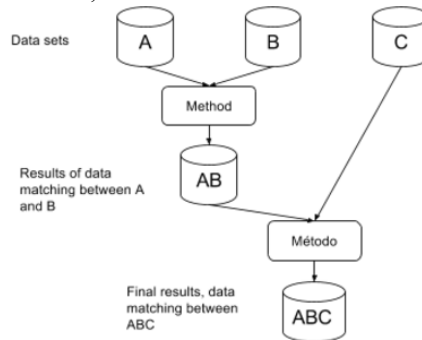 Data sets
A
B
C
Method
Results of data
matching between A
and B
AB
Método
Final results, data
matching between
ABC
ABC